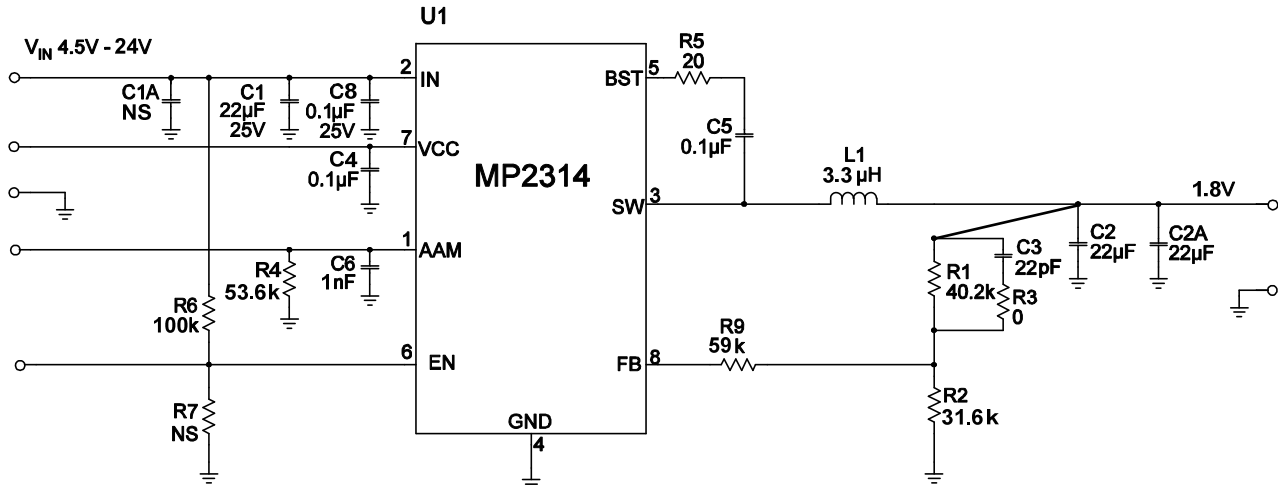 U1
V_IN 4.5V - 24V
C1A
NS
C1
22µF
25V
C8
0.1µF
25V
2
IN
7
VCC
C4
0.1µF
1
AAM
R4
53.6k
C6
1nF
R6
100k
6
EN
R7
NS
MP2314
GND
4
BST
5
R5
20
C5
0.1µF
SW
3
L1
3.3 µH
1.8V
C2
22µF
C2A
22µF
C3
22pF
R1
40.2k
R3
0
R9
59k
FB
8
R2
31.6k